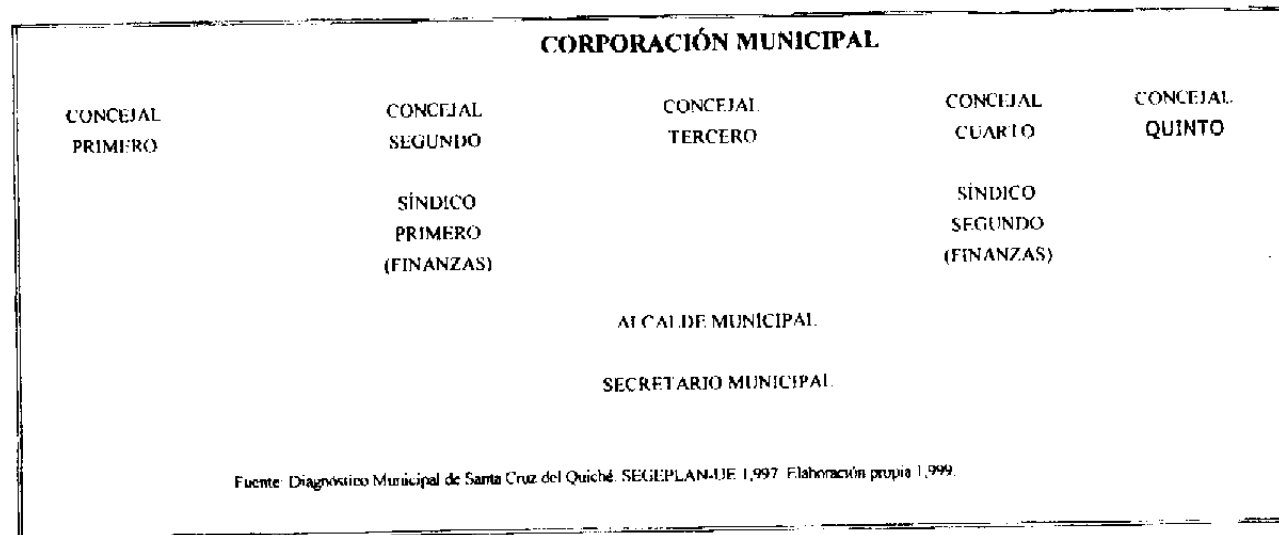 CORPORACIÓN MUNICIPAL
CONCEJAL PRIMERO
CONCEJAL SEGUNDO
CONCEJAL TERCERO
CONCEJAL CUARTO
CONCEJAL QUINTO
SÍNDICO PRIMERO (FINANZAS)
SÍNDICO SEGUNDO (FINANZAS)
ALCALDE MUNICIPAL
SECRETARIO MUNICIPAL
Fuente: Diagnóstico Municipal de Santa Cruz del Quiché. SEGEPLAN-UE 1,997. Elaboración propia 1,999.